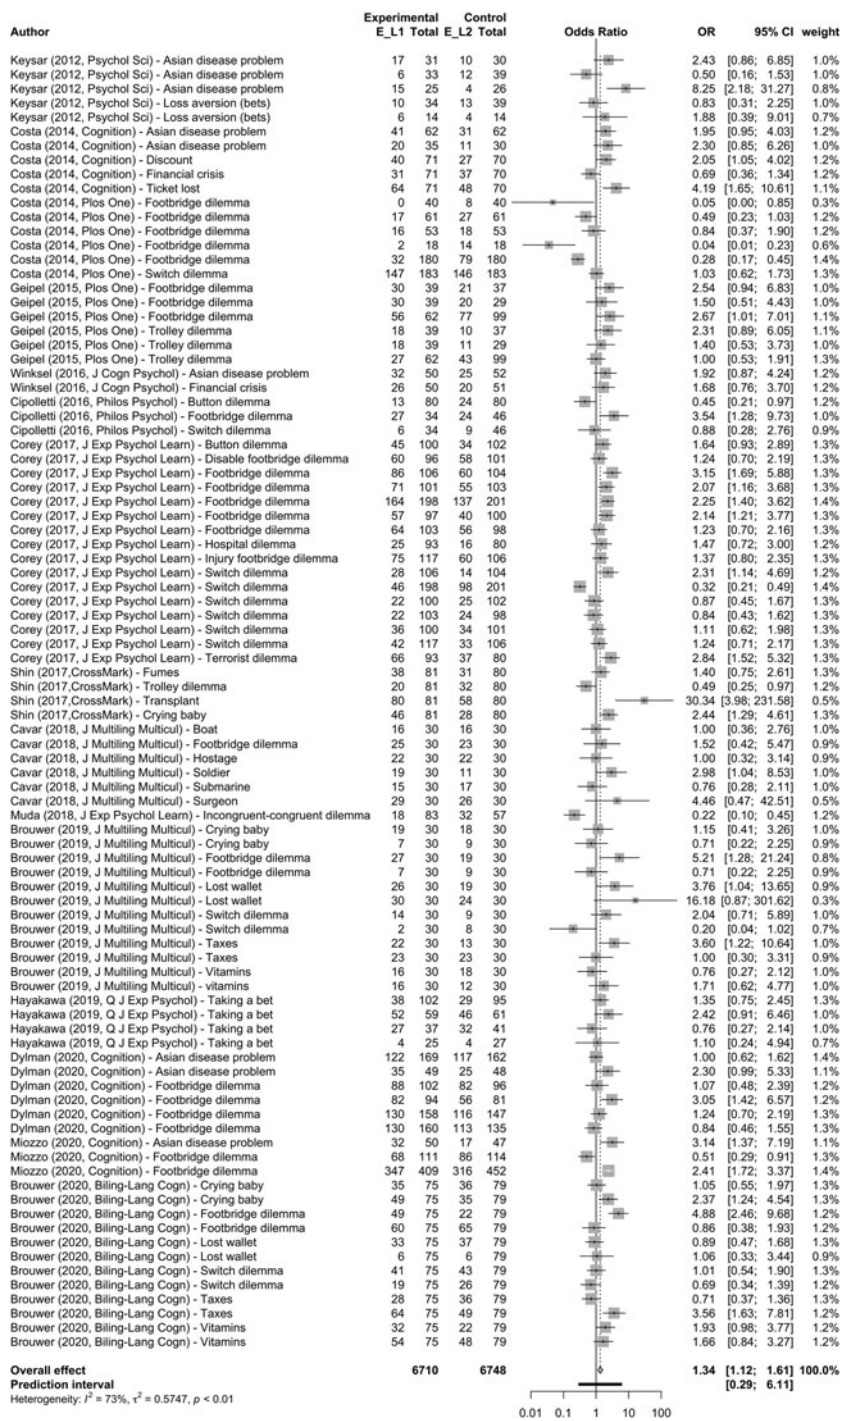 Experimental Control
Author E_L1 Total E_L2 Total Odds Ratio OR 95% CI weight
Keysar (2012, Psychol Sci) - Asian disease problem 17 31 10 30 2.43 [0.86; 6.85] 1.0%
Keysar (2012, Psychol Sci) - Asian disease problem 6 33 12 39 0.50 [0.16; 1.53] 1.0%
Keysar (2012, Psychol Sci) - Asian disease problem 15 25 4 26 8.25 [2.18; 31.27] 0.8%
Keysar (2012, Psychol Sci) - Loss aversion (bets) 10 34 13 39 0.83 [0.31; 2.25] 1.0%
Keysar (2012, Psychol Sci) - Loss aversion (bets) 6 14 4 14 1.88 [0.39; 9.01] 0.7%
Costa (2014, Cognition) - Asian disease problem 41 62 31 62 1.95 [0.95; 4.03] 1.2%
Costa (2014, Cognition) - Asian disease problem 20 35 11 30 2.30 [0.85; 6.26] 1.0%
Costa (2014, Cognition) - Discount 40 71 27 70 2.05 [1.05; 4.02] 1.2%
Costa (2014, Cognition) - Financial crisis 31 71 37 70 0.69 [0.36; 1.34] 1.2%
Costa (2014, Cognition) - Ticket lost 64 71 48 70 4.19 [1.65; 10.61] 1.1%
Costa (2014, Plos One) - Footbridge dilemma 0 40 8 40 0.05 [0.00; 0.85] 0.3%
Costa (2014, Plos One) - Footbridge dilemma 17 61 27 61 0.49 [0.23; 1.03] 1.2%
Costa (2014, Plos One) - Footbridge dilemma 16 53 18 53 0.84 [0.37; 1.90] 1.2%
Costa (2014, Plos One) - Footbridge dilemma 2 18 14 18 0.04 [0.01; 0.23] 0.6%
Costa (2014, Plos One) - Footbridge dilemma 32 180 79 180 0.28 [0.17; 0.45] 1.3%
Costa (2014, Plos One) - Switch dilemma 147 183 146 183 1.03 [0.62; 1.73] 1.3%
Geipel (2015, Plos One) - Footbridge dilemma 30 39 21 37 2.54 [0.94; 6.83] 1.0%
Geipel (2015, Plos One) - Footbridge dilemma 30 39 20 29 1.50 [0.51; 4.43] 1.0%
Geipel (2015, Plos One) - Footbridge dilemma 56 62 77 99 2.67 [1.01; 7.01] 1.1%
Geipel (2015, Plos One) - Trolley dilemma 18 39 10 37 2.31 [0.89; 6.05] 1.1%
Geipel (2015, Plos One) - Trolley dilemma 18 39 11 29 1.40 [0.53; 3.73] 1.0%
Geipel (2015, Plos One) - Trolley dilemma 27 62 43 99 1.00 [0.53; 1.91] 1.3%
Winksel (2016, J Cogn Psychol) - Asian disease problem 32 50 25 52 1.92 [0.87; 4.24] 1.2%
Winksel (2016, J Cogn Psychol) - Financial crisis 26 50 20 51 1.68 [0.76; 3.70] 1.2%
Cipolletti (2016, Philos Psychol) - Button dilemma 13 80 24 80 0.45 [0.21; 0.97] 1.2%
Cipolletti (2016, Philos Psychol) - Footbridge dilemma 27 34 24 46 3.54 [1.28; 9.73] 1.0%
Cipolletti (2016, Philos Psychol) - Switch dilemma 6 34 9 46 0.88 [0.28; 2.76] 1.0%
Corey (2017, J Exp Psychol Learn) - Button dilemma 45 100 34 102 1.64 [0.93; 2.89] 1.3%
Corey (2017, J Exp Psychol Learn) - Disable footbridge dilemma 60 96 58 101 1.24 [0.70; 2.19] 1.3%
Corey (2017, J Exp Psychol Learn) - Footbridge dilemma 86 106 60 104 3.15 [1.69; 5.88] 1.3%
Corey (2017, J Exp Psychol Learn) - Footbridge dilemma 71 101 55 103 2.07 [1.16; 3.68] 1.3%
Corey (2017, J Exp Psychol Learn) - Footbridge dilemma 164 198 137 201 2.25 [1.40; 3.62] 1.4%
Corey (2017, J Exp Psychol Learn) - Footbridge dilemma 57 97 40 100 2.14 [1.21; 3.77] 1.3%
Corey (2017, J Exp Psychol Learn) - Footbridge dilemma 64 103 56 98 1.23 [0.70; 2.16] 1.3%
Corey (2017, J Exp Psychol Learn) - Hospital dilemma 25 93 16 80 1.47 [0.72; 3.00] 1.2%
Corey (2017, J Exp Psychol Learn) - Injury footbridge dilemma 75 117 60 106 1.37 [0.80; 2.35] 1.3%
Corey (2017, J Exp Psychol Learn) - Switch dilemma 28 106 14 104 2.31 [1.14; 4.69] 1.2%
Corey (2017, J Exp Psychol Learn) - Switch dilemma 46 198 98 201 0.32 [0.21; 0.49] 1.4%
Corey (2017, J Exp Psychol Learn) - Switch dilemma 22 100 25 102 0.87 [0.45; 1.67] 1.3%
Corey (2017, J Exp Psychol Learn) - Switch dilemma 22 103 24 98 0.84 [0.43; 1.62] 1.3%
Corey (2017, J Exp Psychol Learn) - Switch dilemma 36 100 34 101 1.11 [0.62; 1.98] 1.3%
Corey (2017, J Exp Psychol Learn) - Switch dilemma 42 117 33 106 1.24 [0.71; 2.17] 1.3%
Corey (2017, J Exp Psychol Learn) - Terrorist dilemma 66 93 37 80 2.84 [1.52; 5.32] 1.3%
Shin (2017,CrossMark) - Fumes 38 81 31 80 1.40 [0.75; 2.61] 1.3%
Shin (2017,CrossMark) - Trolley dilemma 20 81 32 80 0.49 [0.25; 0.97] 1.2%
Shin (2017,CrossMark) - Transplant 80 81 58 80 30.34 [3.98; 231.58] 0.5%
Shin (2017,CrossMark) - Crying baby 46 81 28 80 2.44 [1.29; 4.61] 1.3%
Cavar (2018, J Multiling Multicul) - Boat 16 30 16 30 1.00 [0.36; 2.76] 1.0%
Cavar (2018, J Multiling Multicul) - Footbridge dilemma 25 30 23 30 1.52 [0.42; 5.47] 0.9%
Cavar (2018, J Multiling Multicul) - Hostage 22 30 22 30 1.00 [0.32; 3.14] 1.0%
Cavar (2018, J Multiling Multicul) - Soldier 19 30 11 30 2.98 [1.04; 8.53] 1.0%
Cavar (2018, J Multiling Multicul) - Submarine 15 30 17 30 0.76 [0.28; 2.11] 1.0%
Cavar (2018, J Multiling Multicul) - Surgeon 29 30 26 30 4.46 [0.47; 42.51] 0.5%
Muda (2018, J Exp Psychol Learn) - Incongruent-congruent dilemma 18 83 32 57 0.22 [0.10; 0.45] 1.2%
Brouwer (2019, J Multiling Multicul) - Crying baby 19 30 18 30 1.15 [0.41; 3.26] 1.0%
Brouwer (2019, J Multiling Multicul) - Crying baby 7 30 9 30 0.71 [0.22; 2.25] 1.0%
Brouwer (2019, J Multiling Multicul) - Footbridge dilemma 27 30 19 30 5.21 [1.28; 21.24] 0.8%
Brouwer (2019, J Multiling Multicul) - Footbridge dilemma 7 30 9 30 0.71 [0.22; 2.25] 1.0%
Brouwer (2019, J Multiling Multicul) - Lost wallet 26 30 19 30 3.76 [1.04; 13.65] 0.9%
Brouwer (2019, J Multiling Multicul) - Lost wallet 30 30 24 30 16.18 [0.87; 301.62] 0.3%
Brouwer (2019, J Multiling Multicul) - Switch dilemma 14 30 9 30 2.04 [0.71; 5.89] 1.0%
Brouwer (2019, J Multiling Multicul) - Switch dilemma 2 30 8 30 0.20 [0.04; 1.02] 0.7%
Brouwer (2019, J Multiling Multicul) - Taxes 22 30 13 30 3.60 [1.22; 10.64] 1.0%
Brouwer (2019, J Multiling Multicul) - Taxes 23 30 23 30 1.00 [0.30; 3.31] 1.0%
Brouwer (2019, J Multiling Multicul) - Vitamins 16 30 18 30 0.76 [0.27; 2.12] 1.0%
Brouwer (2019, J Multiling Multicul) - vitamins 16 30 12 30 1.71 [0.62; 4.77] 1.0%
Hayakawa (2019, Q J Exp Psychol) - Taking a bet 38 102 29 95 1.35 [0.75; 2.45] 1.3%
Hayakawa (2019, Q J Exp Psychol) - Taking a bet 52 59 46 61 2.42 [0.91; 6.46] 1.0%
Hayakawa (2019, Q J Exp Psychol) - Taking a bet 27 37 32 41 0.76 [0.27; 2.14] 1.0%
Hayakawa (2019, Q J Exp Psychol) - Taking a bet 4 25 4 27 1.10 [0.24; 4.94] 0.7%
Dylman (2020, Cognition) - Asian disease problem 122 169 117 162 1.00 [0.62; 1.62] 1.4%
Dylman (2020, Cognition) - Asian disease problem 35 49 25 48 2.30 [0.99; 5.33] 1.1%
Dylman (2020, Cognition) - Footbridge dilemma 88 102 82 96 1.07 [0.48; 2.39] 1.2%
Dylman (2020, Cognition) - Footbridge dilemma 82 94 56 81 3.05 [1.42; 6.57] 1.2%
Dylman (2020, Cognition) - Footbridge dilemma 130 158 116 147 1.24 [0.70; 2.19] 1.3%
Dylman (2020, Cognition) - Footbridge dilemma 130 160 113 135 0.84 [0.46; 1.55] 1.3%
Miozzo (2020, Cognition) - Asian disease problem 32 50 17 47 3.14 [1.37; 7.19] 1.1%
Miozzo (2020, Cognition) - Footbridge dilemma 68 111 86 114 0.51 [0.29; 0.91] 1.3%
Miozzo (2020, Cognition) - Footbridge dilemma 347 409 316 452 2.41 [1.72; 3.37] 1.4%
Brouwer (2020, Biling-Lang Cogn) - Crying baby 35 75 36 79 1.05 [0.55; 1.97] 1.3%
Brouwer (2020, Biling-Lang Cogn) - Crying baby 49 75 35 79 2.37 [1.24; 4.54] 1.3%
Brouwer (2020, Biling-Lang Cogn) - Footbridge dilemma 49 75 22 79 4.88 [2.46; 9.68] 1.2%
Brouwer (2020, Biling-Lang Cogn) - Footbridge dilemma 60 75 65 79 0.86 [0.38; 1.93] 1.2%
Brouwer (2020, Biling-Lang Cogn) - Lost wallet 33 75 37 79 0.89 [0.47; 1.68] 1.3%
Brouwer (2020, Biling-Lang Cogn) - Lost wallet 6 75 6 79 1.06 [0.33; 3.44] 0.9%
Brouwer (2020, Biling-Lang Cogn) - Switch dilemma 41 75 43 79 1.01 [0.54; 1.90] 1.3%
Brouwer (2020, Biling-Lang Cogn) - Switch dilemma 19 75 26 79 0.69 [0.34; 1.39] 1.2%
Brouwer (2020, Biling-Lang Cogn) - Taxes 28 75 36 79 0.71 [0.37; 1.36] 1.3%
Brouwer (2020, Biling-Lang Cogn) - Taxes 64 75 49 79 3.56 [1.63; 7.81] 1.2%
Brouwer (2020, Biling-Lang Cogn) - Vitamins 32 75 22 79 1.93 [0.98; 3.77] 1.2%
Brouwer (2020, Biling-Lang Cogn) - Vitamins 54 75 48 79 1.66 [0.84; 3.27] 1.2%
Overall effect 6710 6748 1.34 [1.12; 1.61] 100.0%
Prediction interval [0.29; 6.11]
Heterogeneity: I² = 73%, τ² = 0.5747, p < 0.01
0.01 0.1 1 10 100